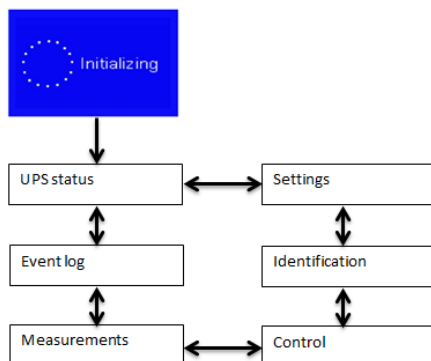 Initializing
UPS status
Settings
Event log
Identification
Measurements
Control